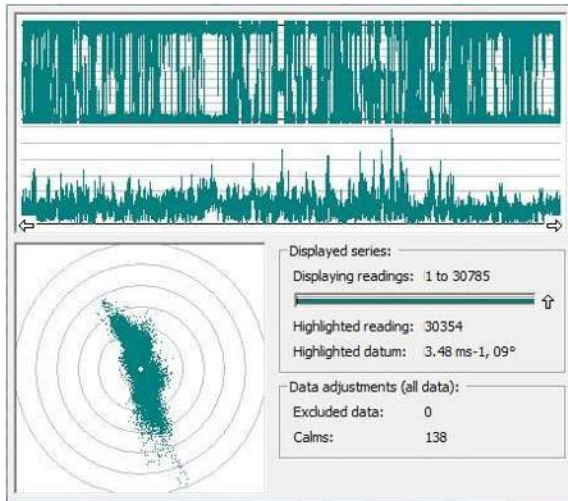 Displayed series:
Displaying readings: 1 to 30785
Highlighted reading: 30354
Highlighted datum: 3.48 ms-1, 09°
Data adjustments (all data):
Excluded data: 0
Calms: 138